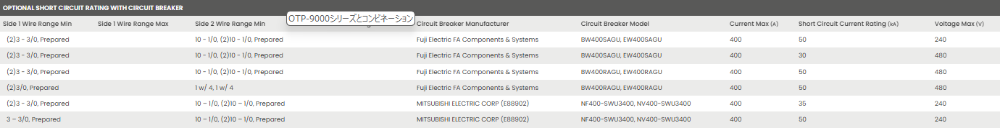 OPTIONAL SHORT CIRCUIT RATING WITH CIRCUIT BREAKER
OTP-9000シリーズとコンビネーション
Side 1 Wire Range Min Side 1 Wire Range Max Side 2 Wire Range Min Circuit Breaker Manufacturer Circuit Breaker Model Current Max (A) Short Circuit Current Rating (kA) Voltage Max (V)
(2)3 - 3/0, Prepared 10 - 1/0, (2)10 - 1/0, Prepared Fuji Electric FA Components & Systems BW400SAGU, EW400SAGU 400 50 240
(2)3 - 3/0, Prepared 10 - 1/0, (2)10 - 1/0, Prepared Fuji Electric FA Components & Systems BW400SAGU, EW400SAGU 400 30 480
(2)3 - 3/0, Prepared 10 - 1/0, (2)10 - 1/0, Prepared Fuji Electric FA Components & Systems BW400RAGU, EW400RAGU 400 50 480
(2)3/0, Prepared 1 w/ 4, 1 w/ 4 Fuji Electric FA Components & Systems BW400RAGU, EW400RAGU 400 50 480
(2)3 - 3/0, Prepared 10 – 1/0, (2)10 – 1/0, Prepared MITSUBISHI ELECTRIC CORP (E88902) NF400-SWU3400, NV400-SWU3400 400 35 240
3 – 3/0, Prepared 10 – 1/0, (2)10 – 1/0, Prepared MITSUBISHI ELECTRIC CORP (E88902) NF400-SWU3400, NV400-SWU3400 400 50 240